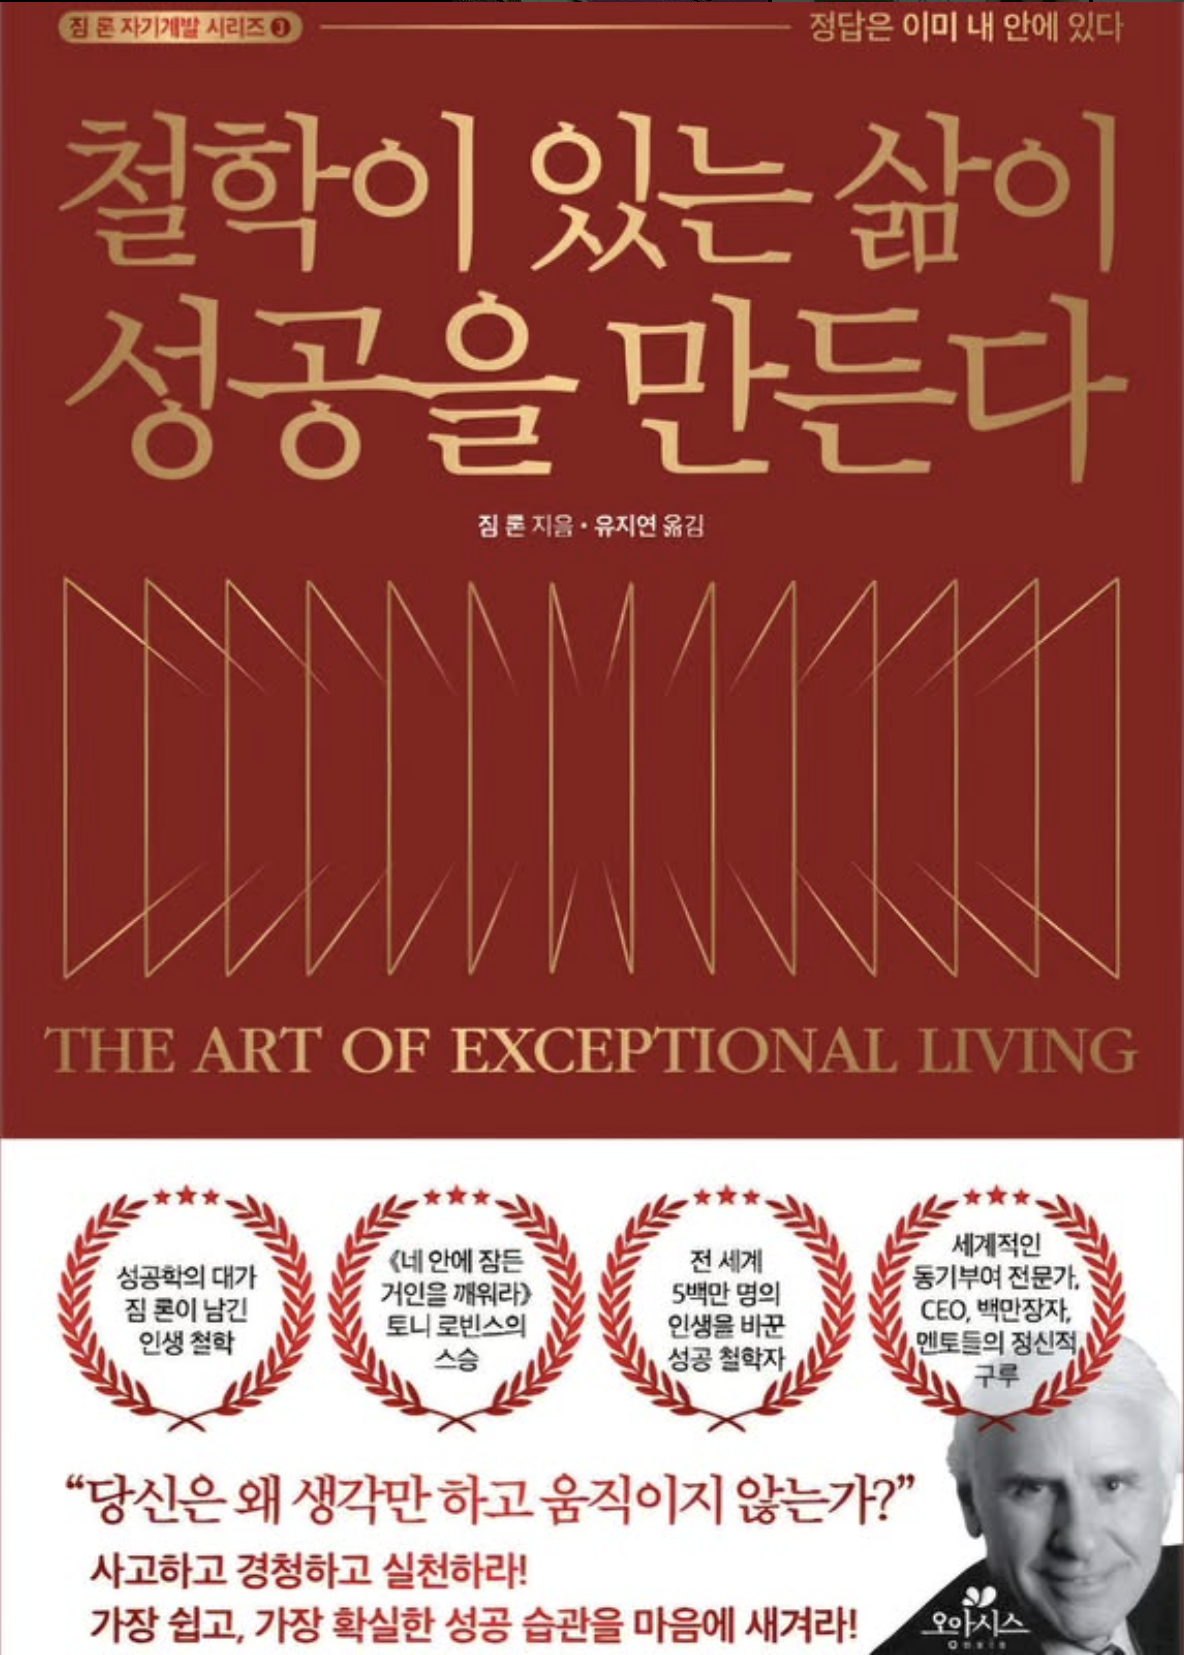 짐 론 자기계발 시리즈 3
정답은 이미 내 안에 있다
철학이 있는 삶이
성공을 만든다
짐 론 지음 • 유지연 옮김
THE ART OF EXCEPTIONAL LIVING
성공학의 대가
짐 론이 남긴
인생 철학
《네 안에 잠든
거인을 깨워라》
토니 로빈스의
스승
전 세계
5백만 명의
인생을 바꾼
성공 철학자
세계적인
동기부여 전문가,
CEO, 백만장자,
멘토들의 정신적
구루
“당신은 왜 생각만 하고 움직이지 않는가?”
사고하고 경청하고 실천하라!
가장 쉽고, 가장 확실한 성공 습관을 마음에 새겨라!
오아시스
Oasis